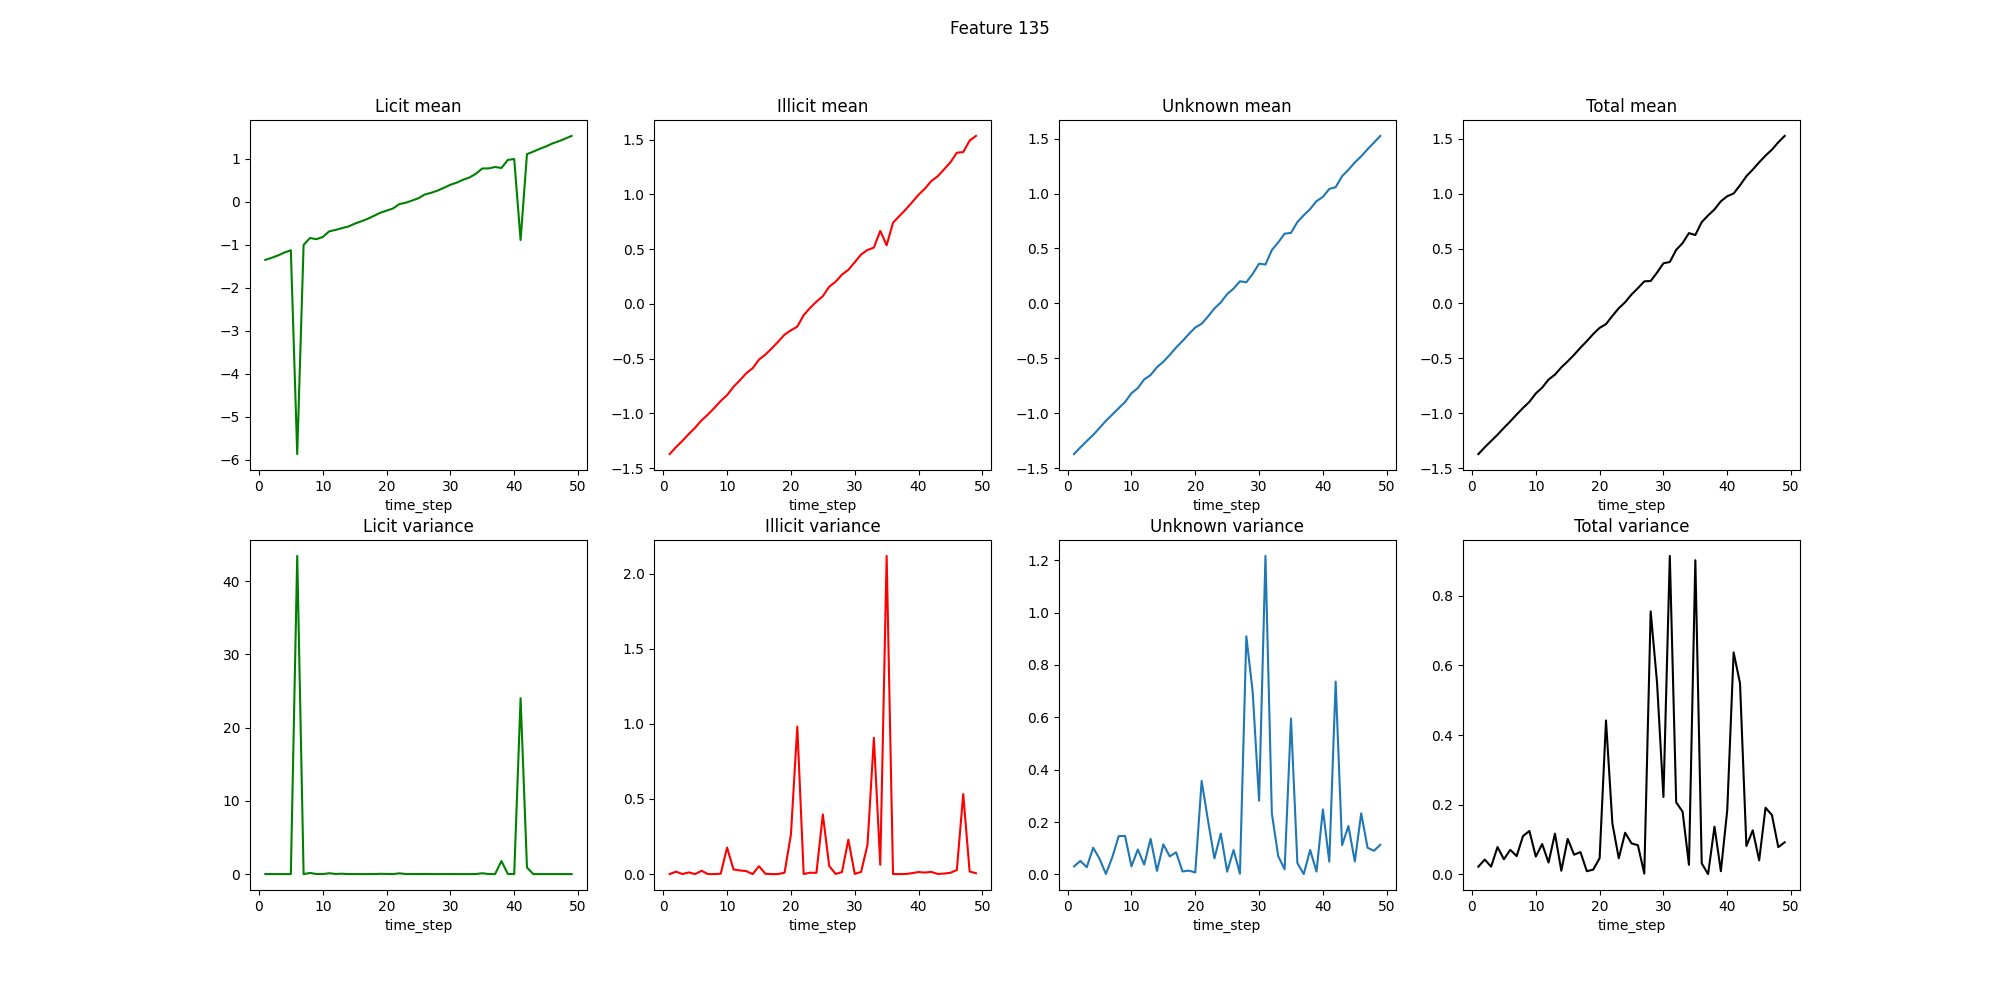 Feature 135
Licit mean
Illicit mean
Unknown mean
Total mean
1
0
−1
−2
−3
−4
−5
−6
0 10 20 30 40 50
time_step
1.5
1.0
0.5
0.0
−0.5
−1.0
−1.5
0 10 20 30 40 50
time_step
1.5
1.0
0.5
0.0
−0.5
−1.0
−1.5
0 10 20 30 40 50
time_step
1.5
1.0
0.5
0.0
−0.5
−1.0
−1.5
0 10 20 30 40 50
time_step
Licit variance
Illicit variance
Unknown variance
Total variance
40
30
20
10
0
0 10 20 30 40 50
time_step
2.0
1.5
1.0
0.5
0.0
0 10 20 30 40 50
time_step
1.2
1.0
0.8
0.6
0.4
0.2
0.0
0 10 20 30 40 50
time_step
0.8
0.6
0.4
0.2
0.0
0 10 20 30 40 50
time_step